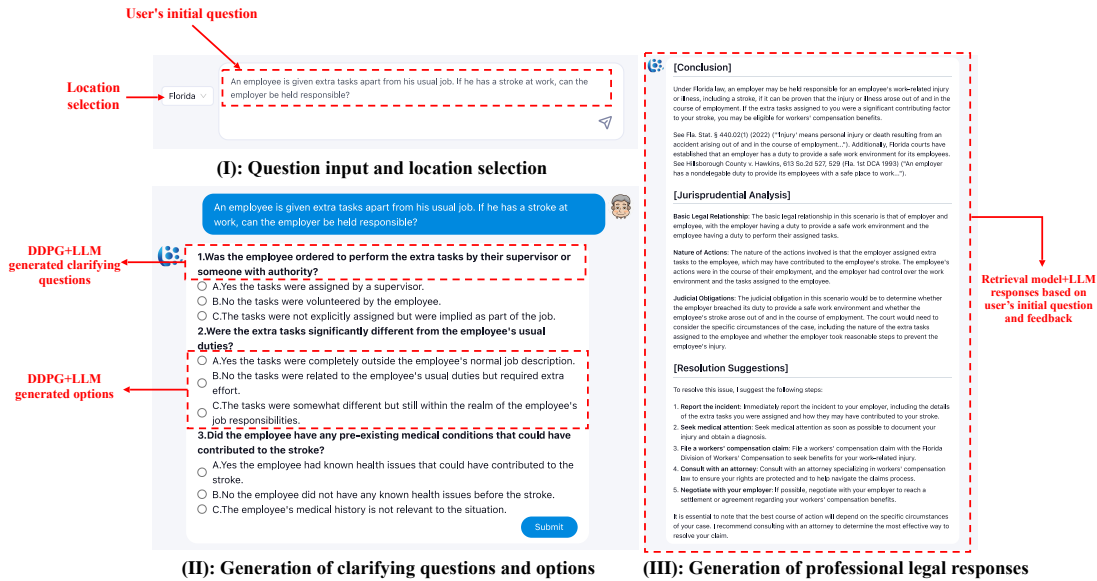 User's initial question
Location
selection
Florida
An employee is given extra tasks apart from his usual job. If he has a stroke at work, can the
employer be held responsible?
(I): Question input and location selection
An employee is given extra tasks apart from his usual job. If he has a stroke at
work, can the employer be held responsible?
DDPG+LLM
generated clarifying
questions
1.Was the employee ordered to perform the extra tasks by their supervisor or
someone with authority?
A.Yes the tasks were assigned by a supervisor.
B.No the tasks were volunteered by the employee.
C.The tasks were not explicitly assigned but were implied as part of the job.
2.Were the extra tasks significantly different from the employee's usual
duties?
DDPG+LLM
generated options
A.Yes the tasks were completely outside the employee's normal job description.
B.No the tasks were related to the employee's usual duties but required extra
effort.
C.The tasks were somewhat different but still within the realm of the employee's
job responsibilities.
3.Did the employee have any pre-existing medical conditions that could have
contributed to the stroke?
A.Yes the employee had known health issues that could have contributed to the
stroke.
B.No the employee did not have any known health issues before the stroke.
C.The employee's medical history is not relevant to the situation.
Submit
(II): Generation of clarifying questions and options
[Conclusion]
Under Florida law, an employer may be held responsible for an employee's work-related injury
or illness, including a stroke, if it can be proven that the injury or illness arose out of and in the
course of employment. If the extra tasks assigned to you were a significant contributing factor
to your stroke, you may be eligible for workers' compensation benefits.
See Fla. Stat. § 440.02(1) (2022) ("'Injury' means personal injury or death resulting from an
accident arising out of and in the course of employment..."). Additionally, Florida courts have
established that an employer has a duty to provide a safe work environment for its employees.
See Hillsborough County v. Hawkins, 613 So.2d 527, 529 (Fla. 1st DCA 1993) ("An employer
has a nondelegable duty to provide its employees with a safe place to work...").
[Jurisprudential Analysis]
Basic Legal Relationship: The basic legal relationship in this scenario is that of employer and
employee, with the employer having a duty to provide a safe work environment and the
employee having a duty to perform their assigned tasks.
Nature of Actions: The nature of the actions involved is that the employer assigned extra
tasks to the employee, which may have contributed to the employee's stroke. The employee's
actions were in the course of their employment, and the employer had control over the work
environment and the tasks assigned to the employee.
Judicial Obligations: The judicial obligation in this scenario would be to determine whether
the employer breached its duty to provide a safe work environment and whether the
employee's stroke arose out of and in the course of employment. The court would need to
consider the specific circumstances of the case, including the nature of the extra tasks
assigned to the employee and whether the employer took reasonable steps to prevent the
employee's injury.
[Resolution Suggestions]
To resolve this issue, I suggest the following steps:
1. Report the incident: Immediately report the incident to your employer, including the details
of the extra tasks you were assigned and how they may have contributed to your stroke.
2. Seek medical attention: Seek medical attention as soon as possible to document your
injury and obtain a diagnosis.
3. File a workers' compensation claim: File a workers' compensation claim with the Florida
Division of Workers' Compensation to seek benefits for your work-related injury.
4. Consult with an attorney: Consult with an attorney specializing in workers' compensation
law to ensure your rights are protected and to help navigate the claims process.
5. Negotiate with your employer: If possible, negotiate with your employer to reach a
settlement or agreement regarding your workers' compensation benefits.
It is essential to note that the best course of action will depend on the specific circumstances
of your case. I recommend consulting with an attorney to determine the most effective way to
resolve your claim.
Retrieval model+LLM
responses based on
user's initial question
and feedback
(III): Generation of professional legal responses